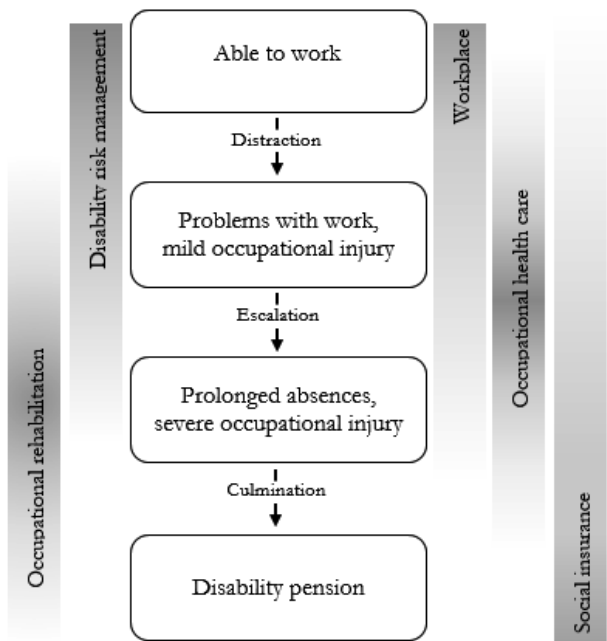 Able to work
Distraction
Problems with work,
mild occupational injury
Escalation
Prolonged absences,
severe occupational injury
Culmination
Disability pension
Occupational rehabilitation
Disability risk management
Workplace
Occupational health care
Social insurance